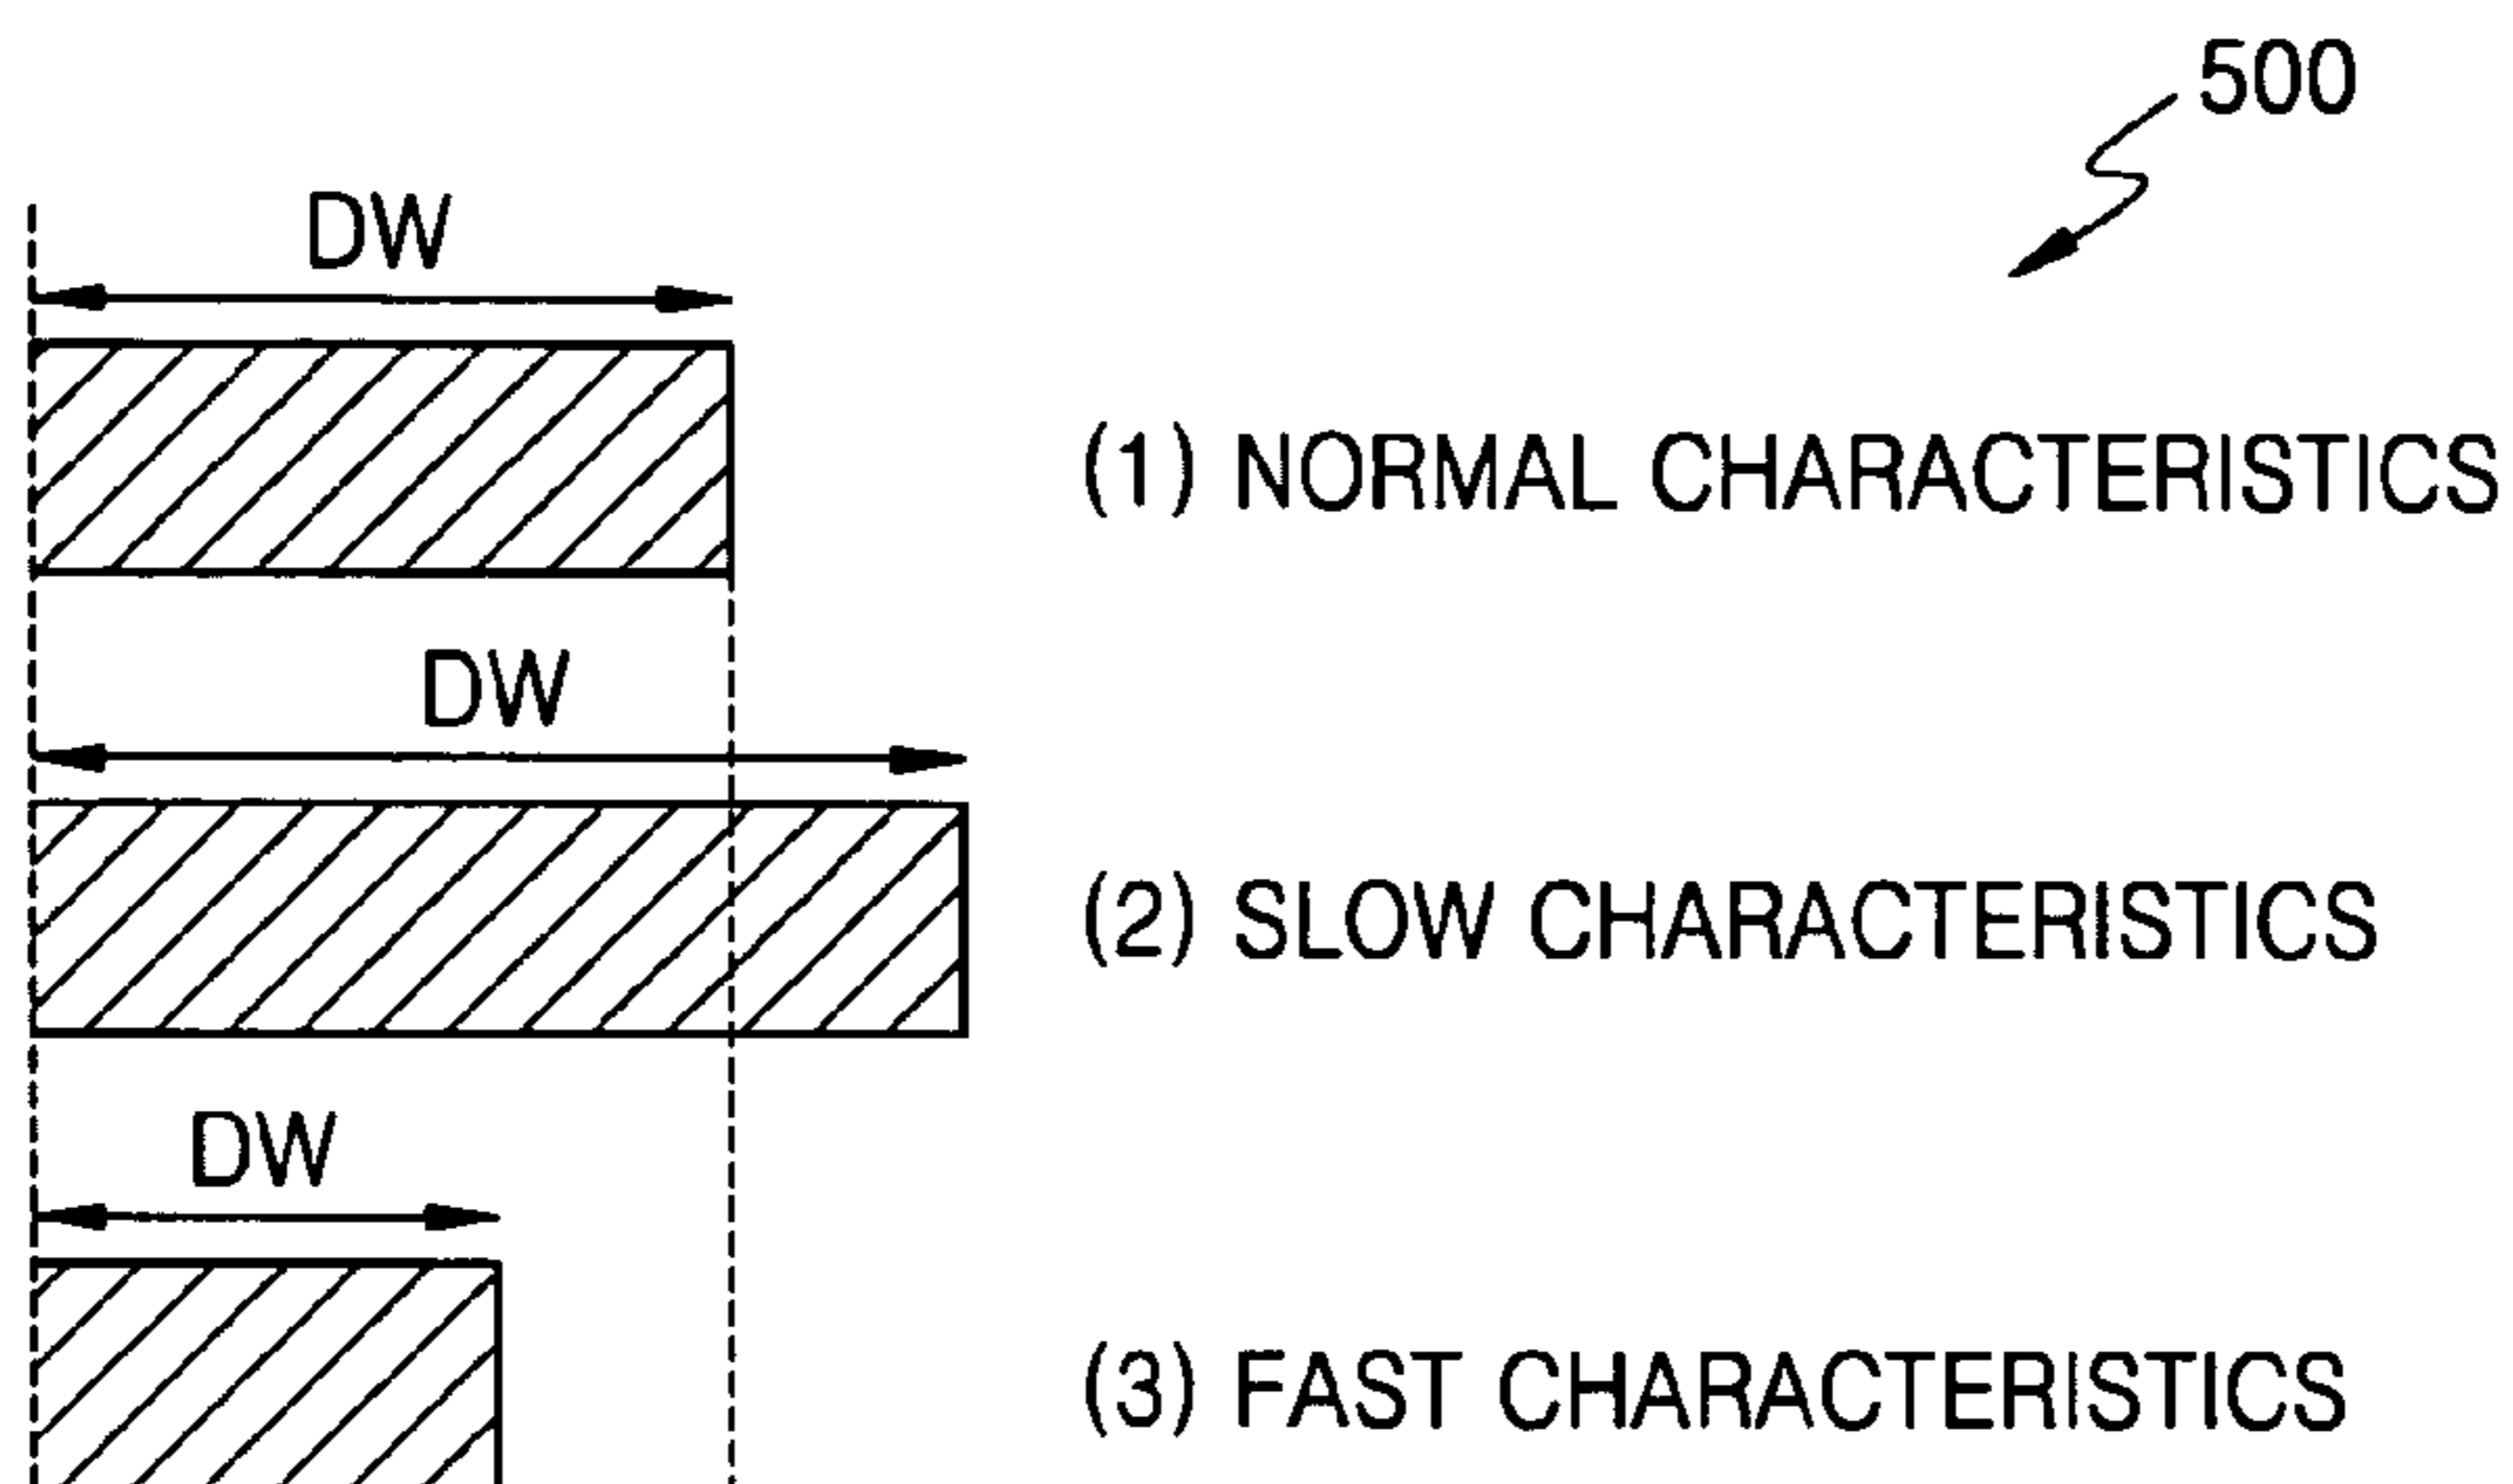 500
DW
(1) NORMAL CHARACTERISTICS
DW
(2) SLOW CHARACTERISTICS
DW
(3) FAST CHARACTERISTICS